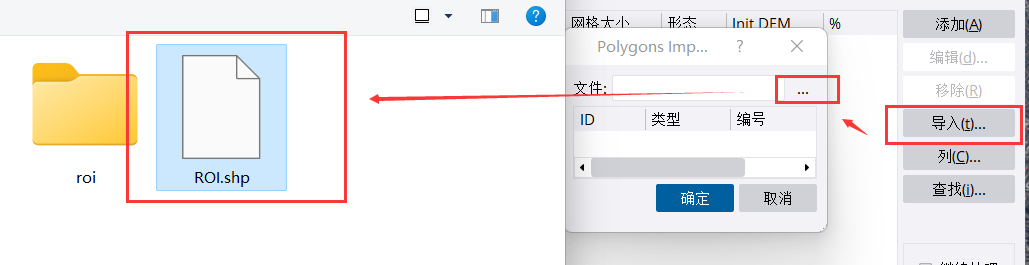 网格大小 形态 Init DEM %
添加(A)
Polygons Imp... ? ×
编辑(d)...
文件: ...
移除(R)
ID 类型 编号
导入(t)...
列(C)...
roi
ROI.shp
查找(i)...
确定 取消